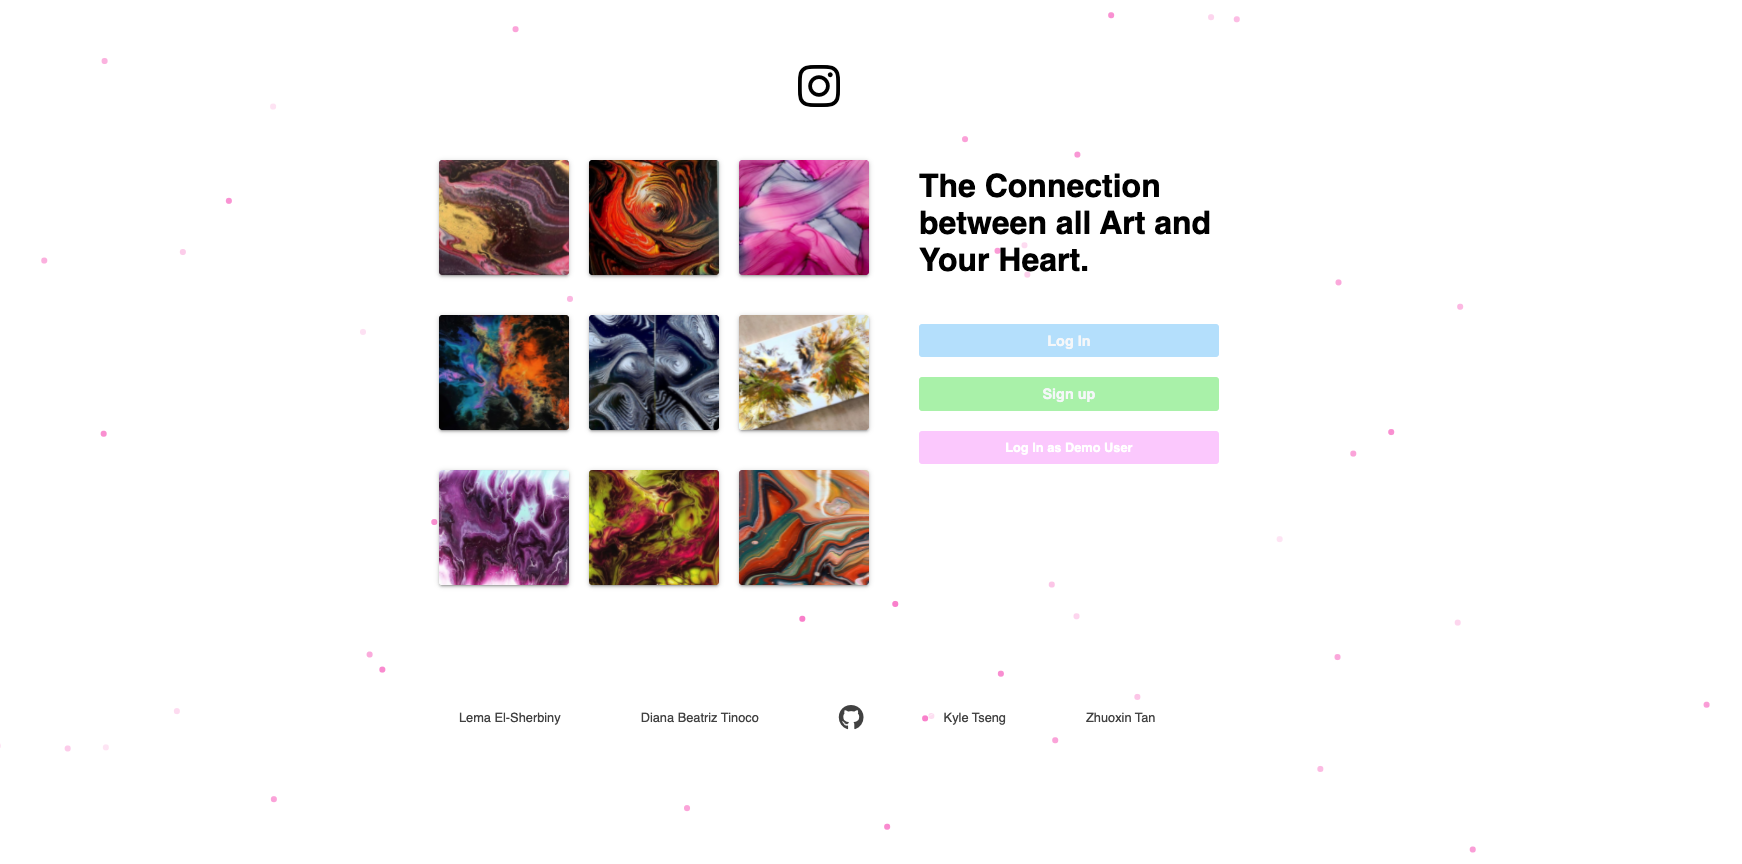 The Connection
between all Art and
Your Heart.
Log In
Sign up
Log in as Demo User
Lema El-Sherbiny
Diana Beatriz Tinoco
Kyle Tseng
Zhuoxin Tan